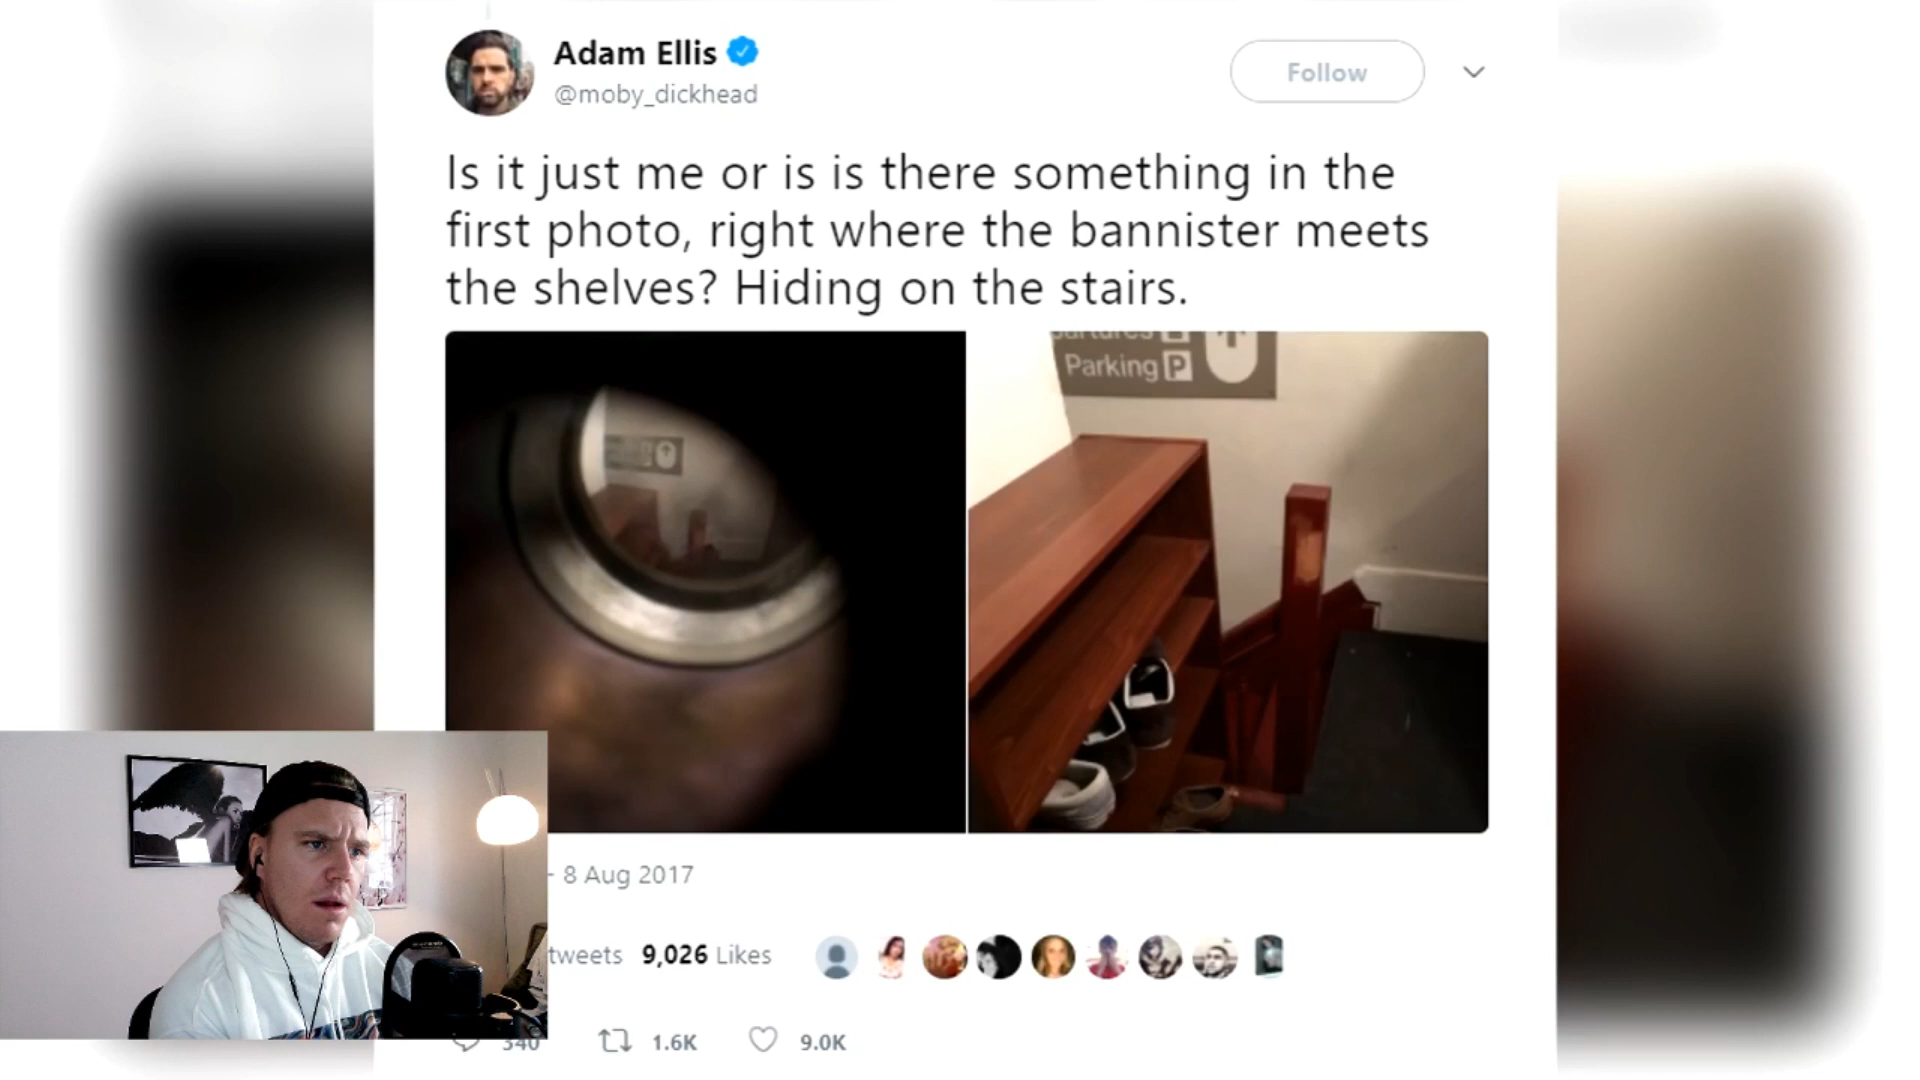 Adam Ellis
@moby_dickhead
Follow
Is it just me or is is there something in the
first photo, right where the bannister meets
the shelves? Hiding on the stairs.
Parking P
- 8 Aug 2017
tweets 9,026 Likes
340 1.6K 9.0K